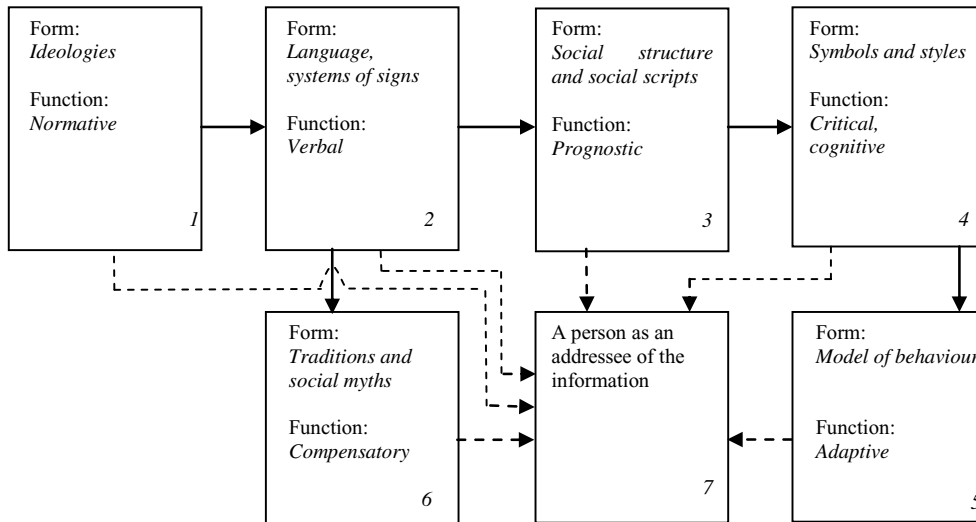 Form:
Ideologies
Function:
Normative
1
Form:
Language,
systems of signs
Function:
Verbal
2
Form:
Social structure
and social scripts
Function:
Prognostic
3
Form:
Symbols and styles
Function:
Critical,
cognitive
4
Form:
Traditions and
social myths
Function:
Compensatory
6
A person as an
addressee of the
information
7
Form:
Model of behaviour
Function:
Adaptive
5